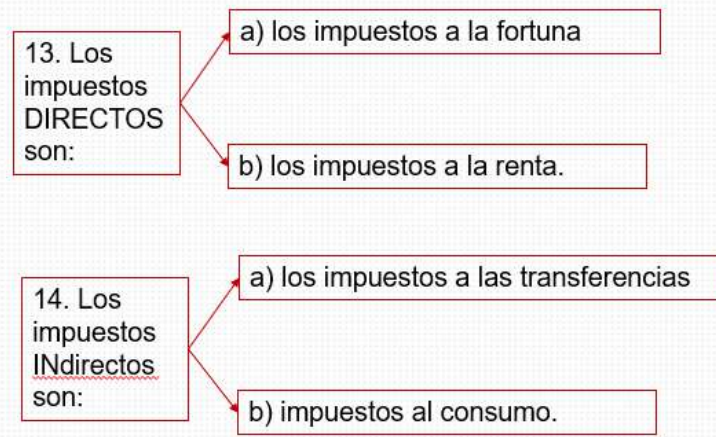 13. Los
impuestos
DIRECTOS
son:
a) los impuestos a la fortuna
b) los impuestos a la renta.
14. Los
impuestos
INdirectos
son:
a) los impuestos a las transferencias
b) impuestos al consumo.